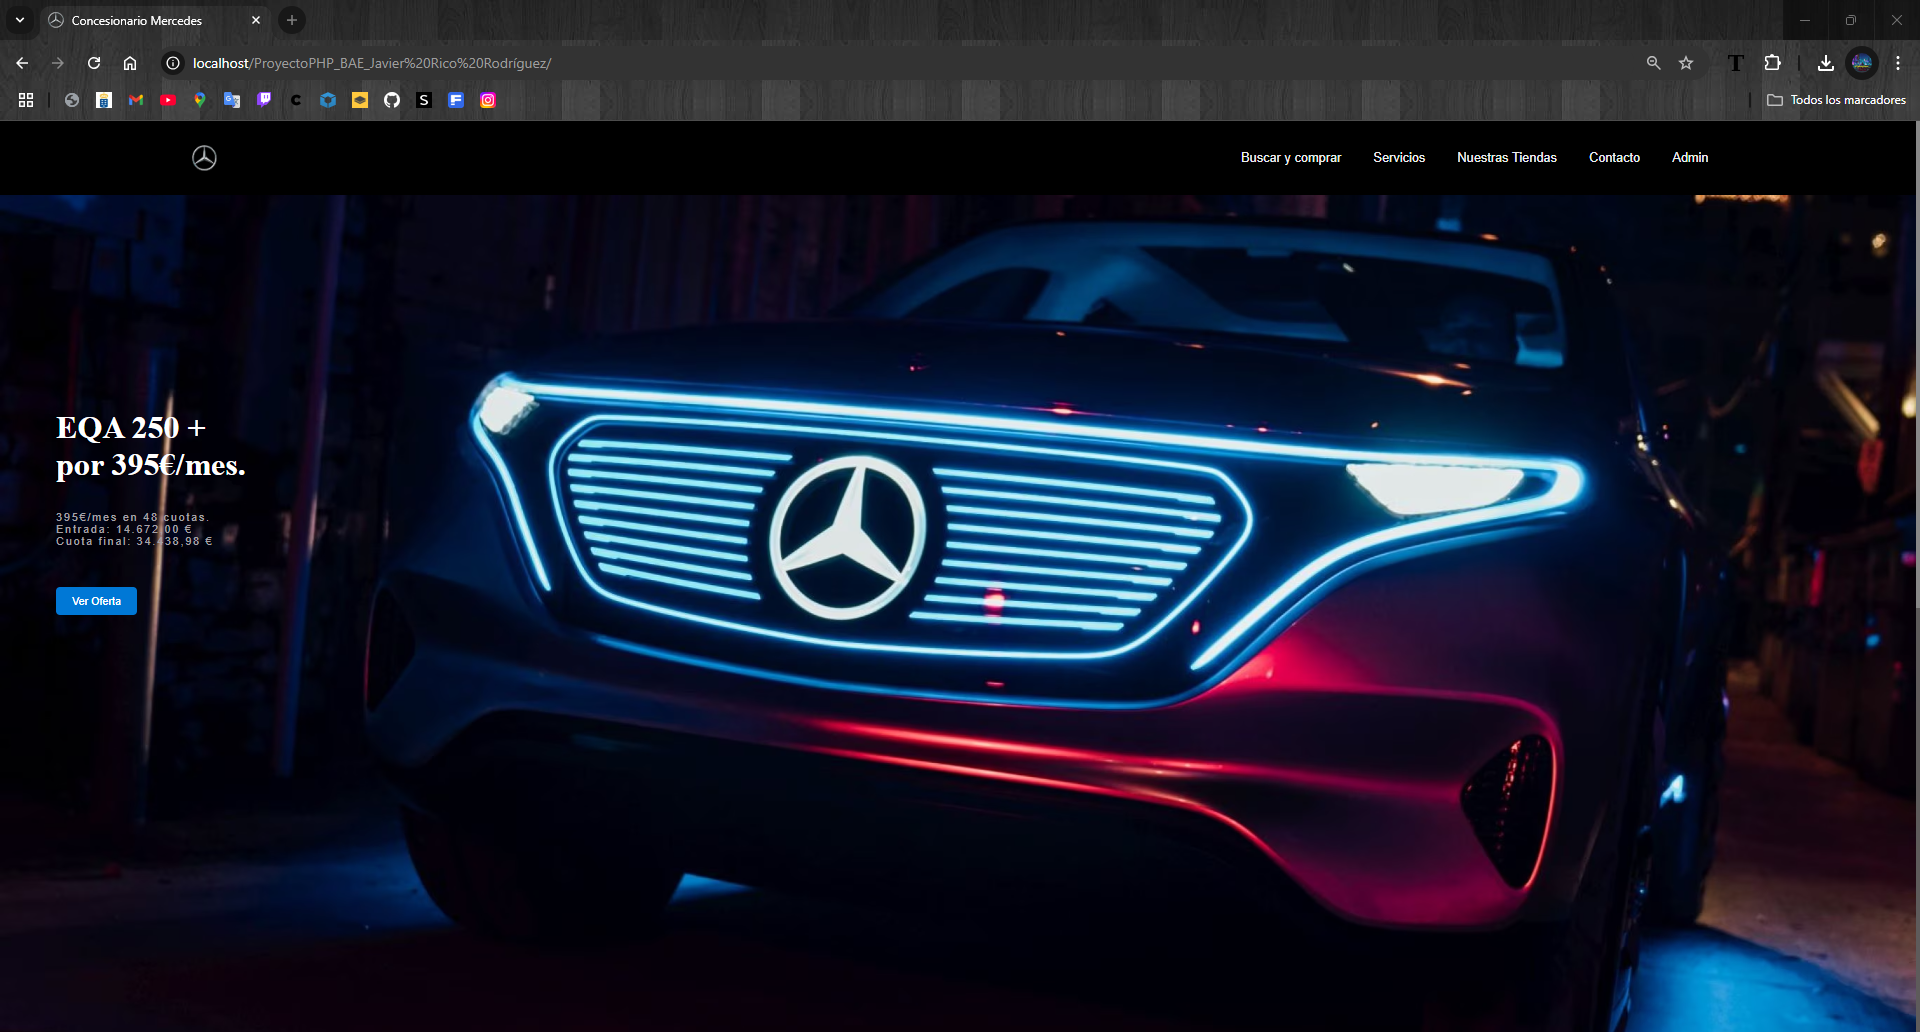 Concesionario Mercedes
localhost/ProyectoPHP_BAE_Javier%20Rico%20Rodríguez/
Todos los marcadores
Buscar y comprar
Servicios
Nuestras Tiendas
Contacto
Admin
EQA 250 +
por 395€/mes.
395€/mes en 48 cuotas.
Entrada: 14.672,00 €
Cuota final: 34.438,98 €
Ver Oferta